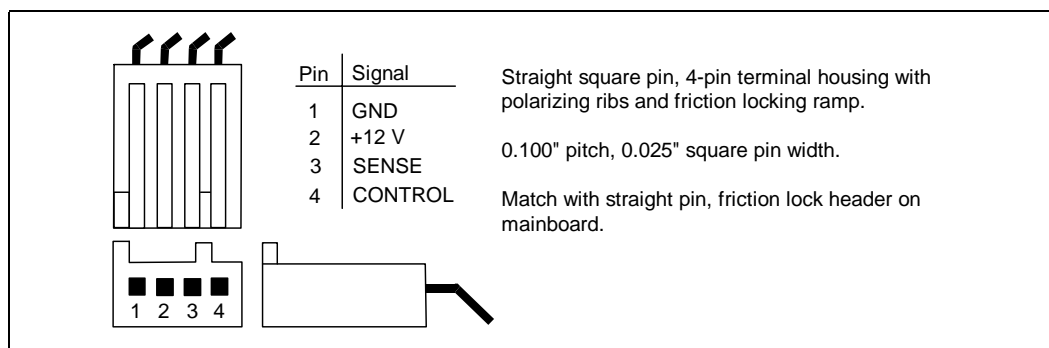 Pin Signal
1 GND
2 +12 V
3 SENSE
4 CONTROL
Straight square pin, 4-pin terminal housing with
polarizing ribs and friction locking ramp.
0.100" pitch, 0.025" square pin width.
Match with straight pin, friction lock header on
mainboard.
1 2 3 4